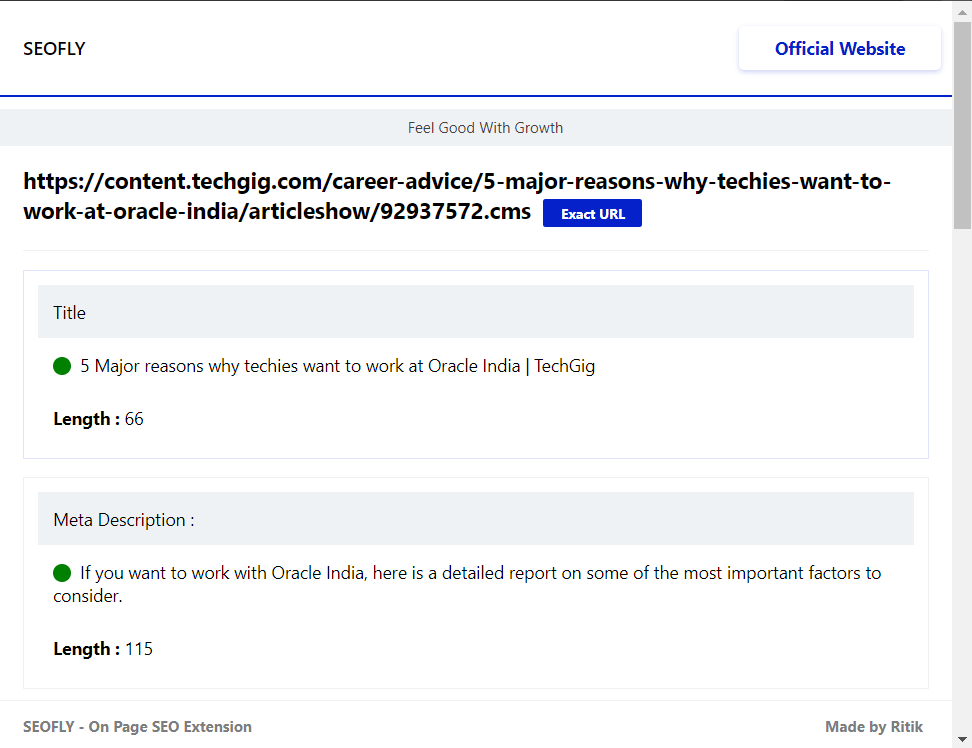 SEOFLY
Official Website
Feel Good With Growth
https://content.techgig.com/career-advice/5-major-reasons-why-techies-want-to-
work-at-oracle-india/articleshow/92937572.cms Exact URL
Title
5 Major reasons why techies want to work at Oracle India | TechGig
Length : 66
Meta Description :
If you want to work with Oracle India, here is a detailed report on some of the most important factors to
consider.
Length : 115
SEOFLY - On Page SEO Extension
Made by Ritik